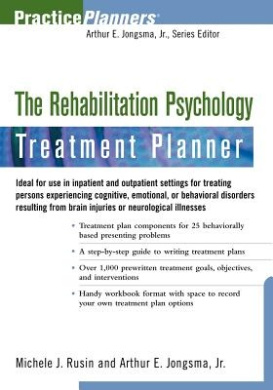 PracticePlanners®
Arthur E. Jongsma, Jr., Series Editor
The Rehabilitation Psychology
Treatment Planner
Ideal for use in inpatient and outpatient settings for treating
persons experiencing cognitive, emotional, or behavioral disorders
resulting from brain injuries or neurological illnesses
• Treatment plan components for 25 behaviorally
based presenting problems
• A step-by-step guide to writing treatment plans
• Over 1,000 prewritten treatment goals, objectives,
and interventions
• Handy workbook format with space to record
your own treatment plan options
Michele J. Rusin and Arthur E. Jongsma, Jr.